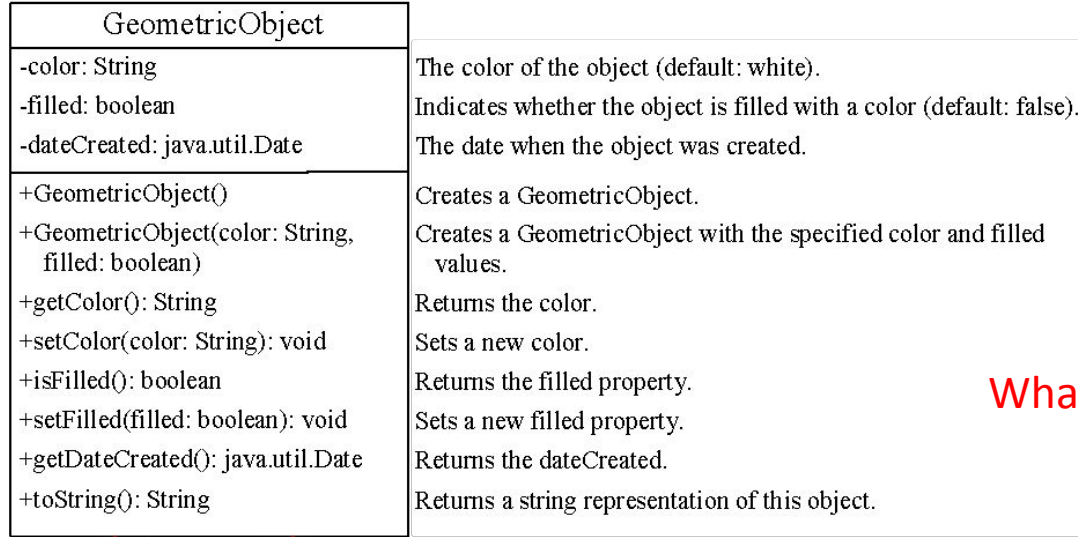 GeometricObject
-color: String The color of the object (default: white).
-filled: boolean Indicates whether the object is filled with a color (default: false).
-dateCreated: java.util.Date The date when the object was created.
+GeometricObject() Creates a GeometricObject.
+GeometricObject(color: String, Creates a GeometricObject with the specified color and filled
filled: boolean) values.
+getColor(): String Returns the color.
+setColor(color: String): void Sets a new color.
+isFilled(): boolean Returns the filled property.
Wha
+setFilled(filled: boolean): void Sets a new filled property.
+getDateCreated(): java.util.Date Returns the dateCreated.
+toString(): String Returns a string representation of this object.